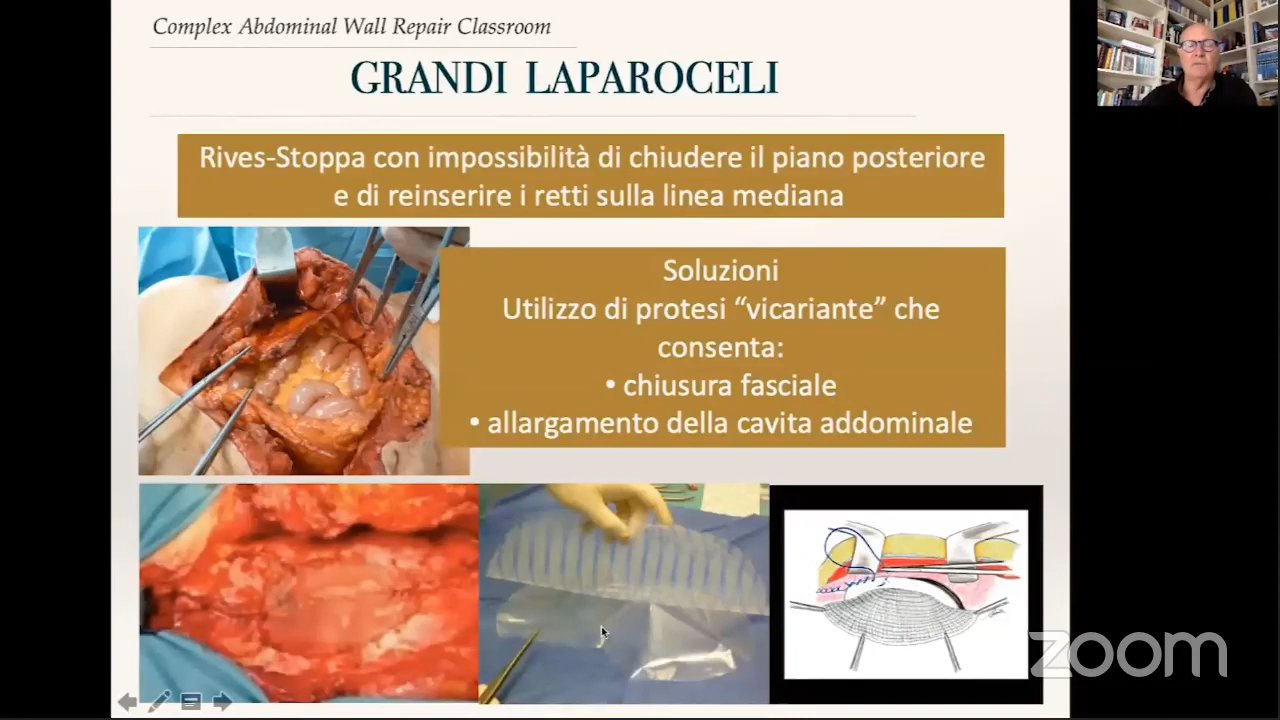 Complex Abdominal Wall Repair Classroom
GRANDI LAPAROCELI
Rives-Stoppa con impossibilità di chiudere il piano posteriore
e di reinserire i retti sulla linea mediana
Soluzioni
Utilizzo di protesi “vicariante” che
consenta:
• chiusura fasciale
• allargamento della cavita addominale
zoom